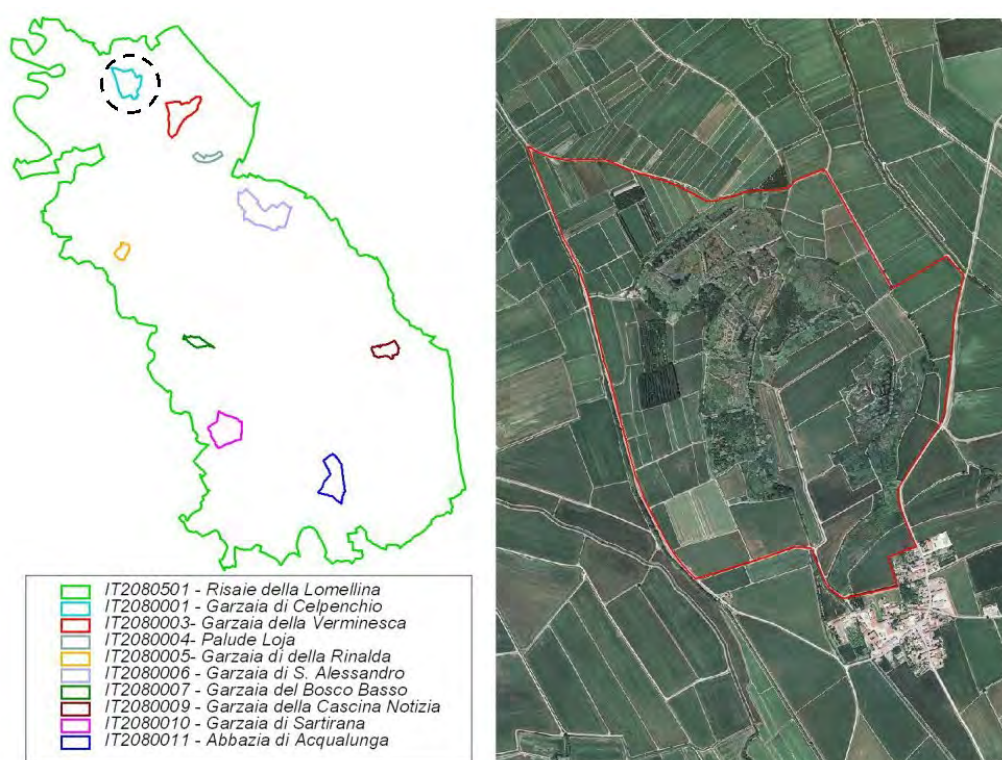 IT2080501 - Risaie della Lomellina
IT2080001 - Garzaia di Celpenchio
IT2080003- Garzaia della Verminesca
IT2080004- Palude Loja
IT2080005- Garzaia di della Rinalda
IT2080006 - Garzaia di S. Alessandro
IT2080007 - Garzaia del Bosco Basso
IT2080009 - Garzaia della Cascina Notizia
IT2080010 - Garzaia di Sartirana
IT2080011 - Abbazia di Acqualunga